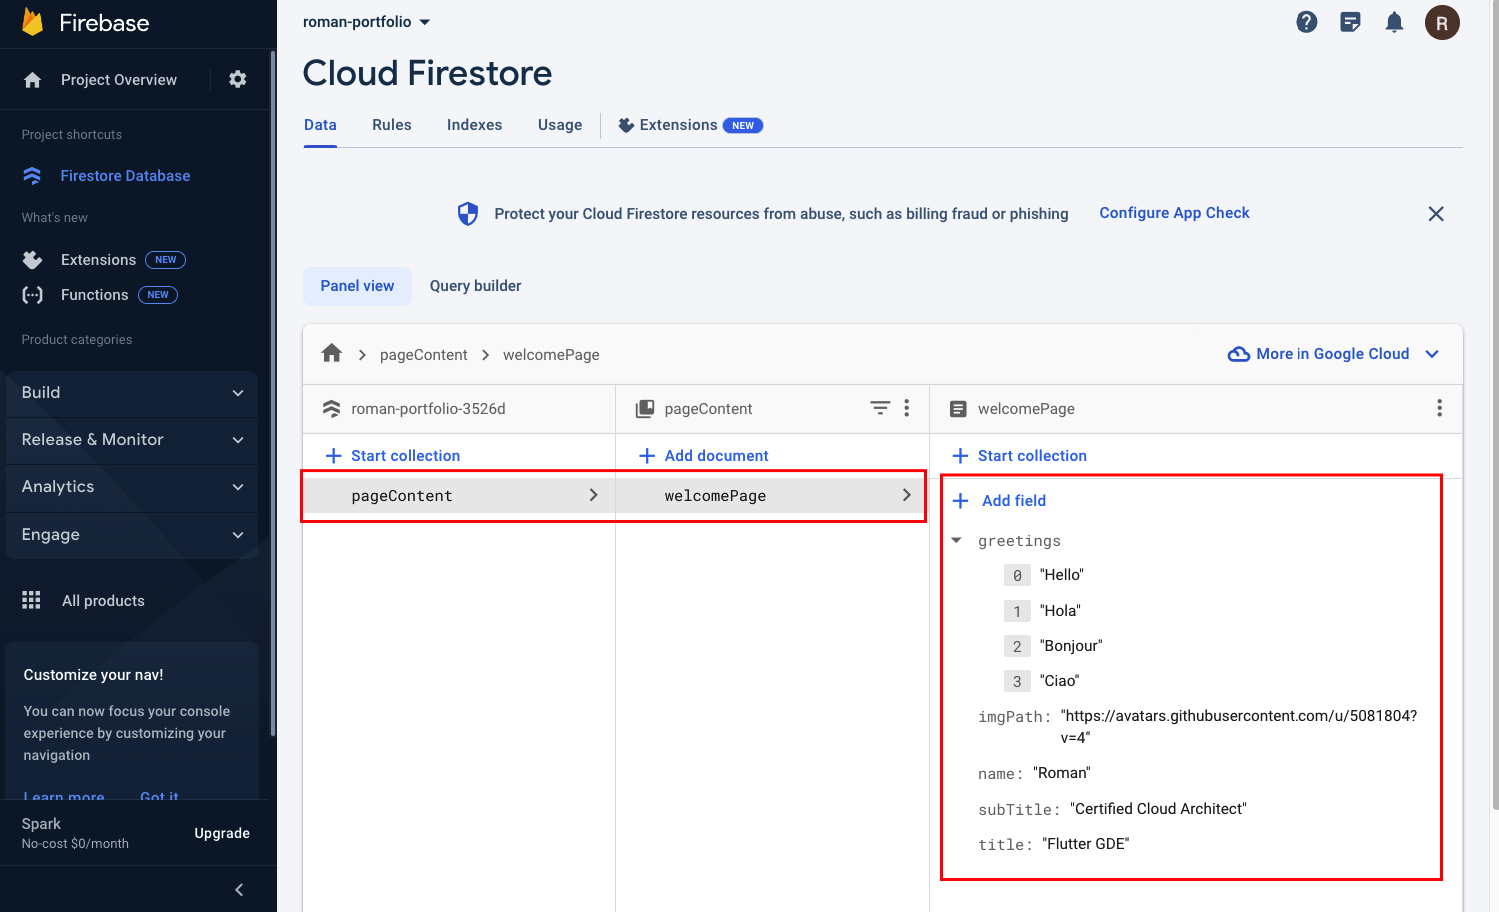 Firebase
Project Overview
Project shortcuts
Firestore Database
What's new
Extensions NEW
Functions NEW
Product categories
Build
Release & Monitor
Analytics
Engage
All products
Customize your nav!
You can now focus your console
experience by customizing your
navigation
Learn more Got it
Spark
No-cost $0/month
Upgrade
roman-portfolio
R
Cloud Firestore
Data Rules Indexes Usage Extensions NEW
Protect your Cloud Firestore resources from abuse, such as billing fraud or phishing Configure App Check
Panel view Query builder
pageContent welcomePage
More in Google Cloud
roman-portfolio-3526d
pageContent
welcomePage
Start collection
Add document
Start collection
pageContent
welcomePage
Add field
greetings
0 "Hello"
1 "Hola"
2 "Bonjour"
3 "Ciao"
imgPath: "https://avatars.githubusercontent.com/u/5081804?
v=4"
name: "Roman"
subTitle: "Certified Cloud Architect"
title: "Flutter GDE"